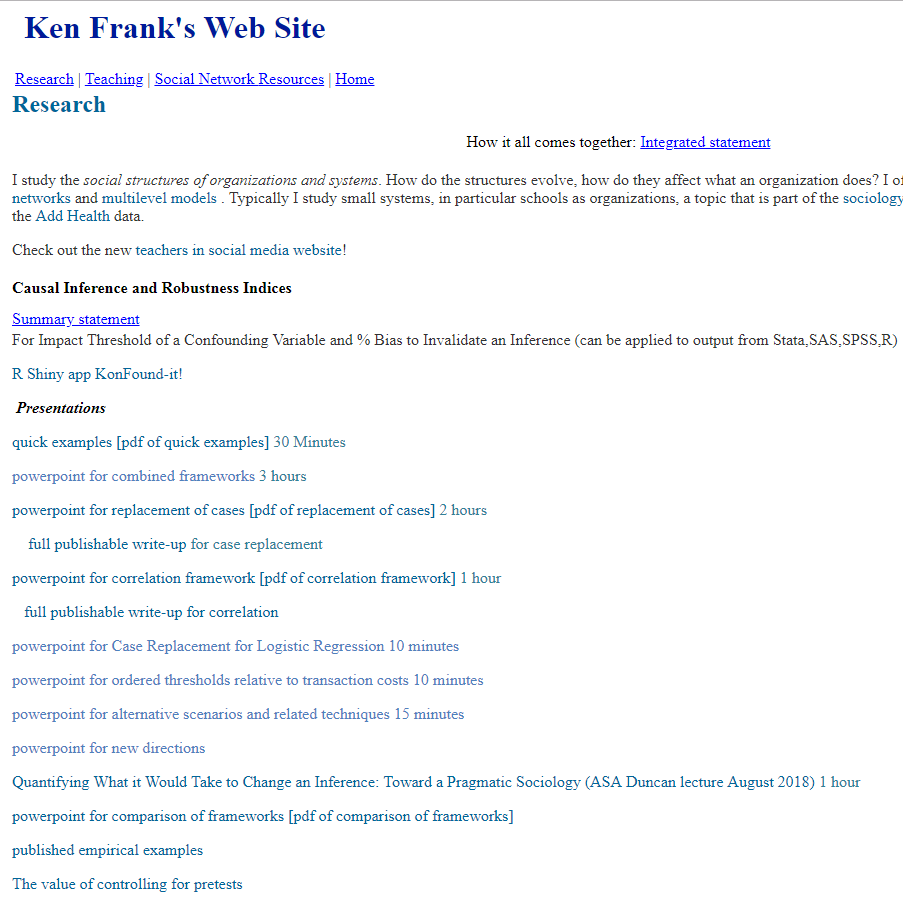 Ken Frank's Web Site
Research | Teaching | Social Network Resources | Home
Research
How it all comes together: Integrated statement
I study the social structures of organizations and systems. How do the structures evolve, how do they affect what an organization does? I
networks and multilevel models . Typically I study small systems, in particular schools as organizations, a topic that is part of the sociology
the Add Health data.
Check out the new teachers in social media website!
Causal Inference and Robustness Indices
Summary statement
For Impact Threshold of a Confounding Variable and % Bias to Invalidate an Inference (can be applied to output from Stata,SAS,SPSS,R)
R Shiny app KonFound-it!
Presentations
quick examples [pdf of quick examples] 30 Minutes
powerpoint for combined frameworks 3 hours
powerpoint for replacement of cases [pdf of replacement of cases] 2 hours
full publishable write-up for case replacement
powerpoint for correlation framework [pdf of correlation framework] 1 hour
full publishable write-up for correlation
powerpoint for Case Replacement for Logistic Regression 10 minutes
powerpoint for ordered thresholds relative to transaction costs 10 minutes
powerpoint for alternative scenarios and related techniques 15 minutes
powerpoint for new directions
Quantifying What it Would Take to Change an Inference: Toward a Pragmatic Sociology (ASA Duncan lecture August 2018) 1 hour
powerpoint for comparison of frameworks [pdf of comparison of frameworks]
published empirical examples
The value of controlling for pretests